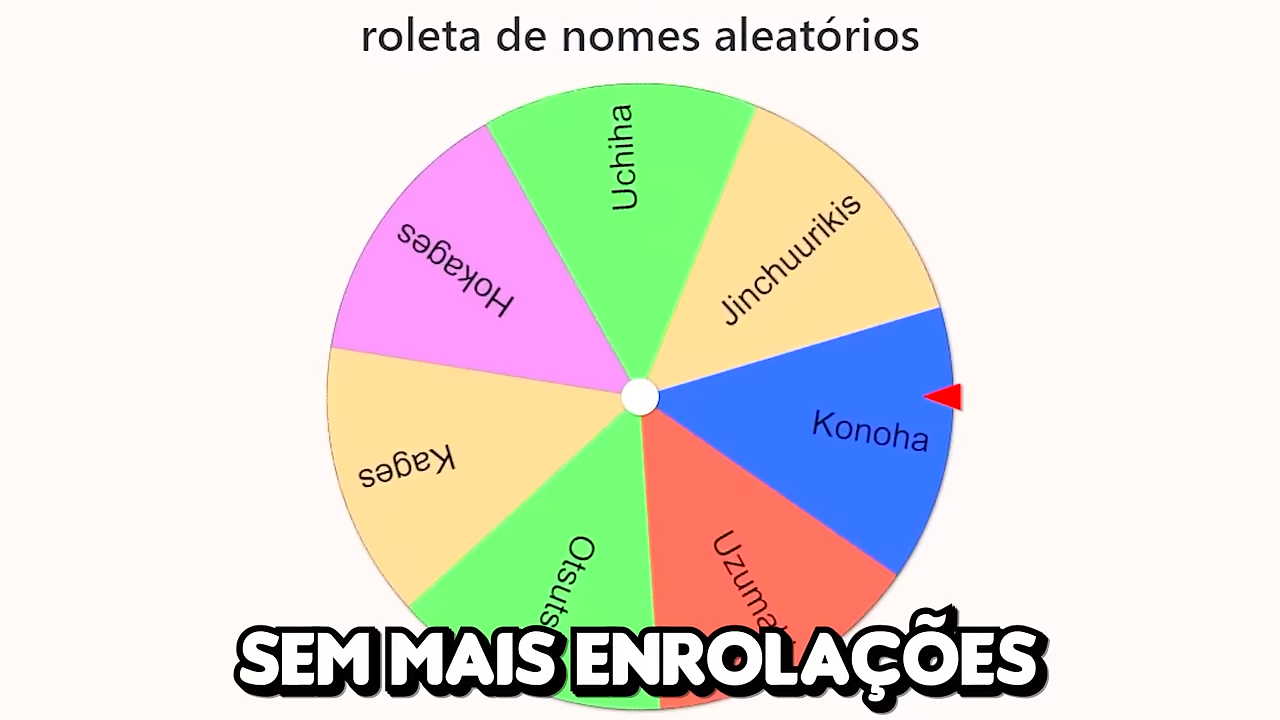 roleta de nomes aleatórios
Uchiha
Jinchuurikis
Hokages
Konoha
Kages
SEM MAIS ENROLAÇÕES